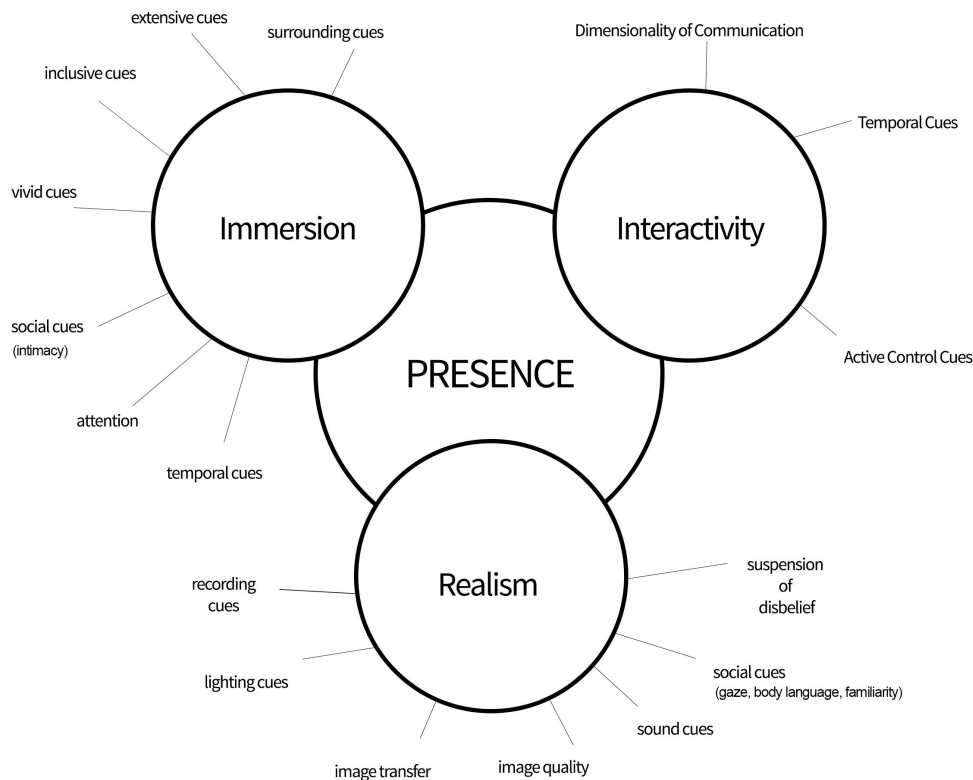 extensive cues
surrounding cues
inclusive cues
vivid cues
social cues
(intimacy)
attention
temporal cues
Immersion
Dimensionality of Communication
Temporal Cues
Active Control Cues
Interactivity
PRESENCE
Realism
recording
cues
lighting cues
image transfer
image quality
sound cues
social cues
(gaze, body language, familiarity)
suspension
of
disbelief